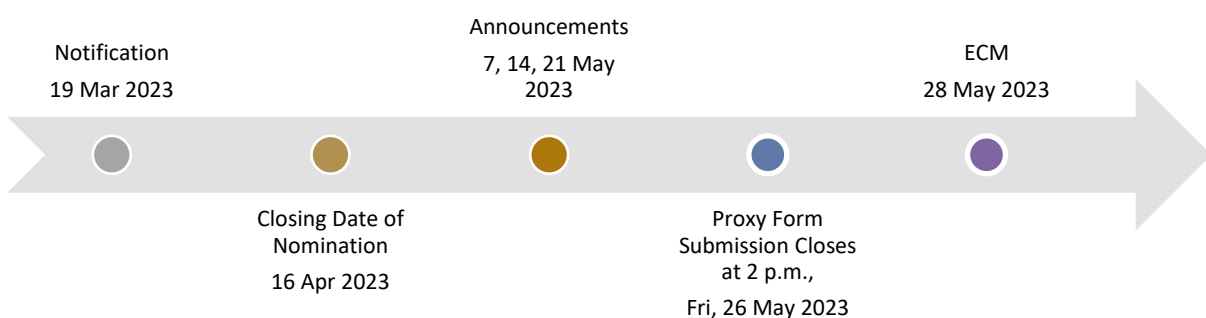 Notification
19 Mar 2023
Closing Date of
Nomination
16 Apr 2023
Announcements
7, 14, 21 May
2023
Proxy Form
Submission Closes
at 2 p.m.,
Fri, 26 May 2023
ECM
28 May 2023